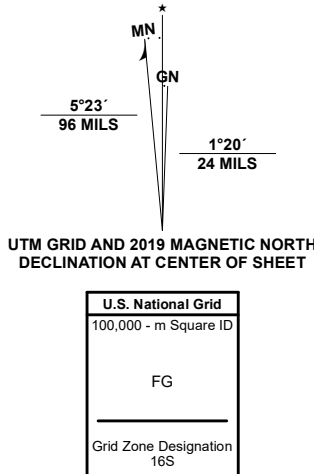 ★
MN
GN
5°23´
96 MILS
1°20´
24 MILS
UTM GRID AND 2019 MAGNETIC NORTH
DECLINATION AT CENTER OF SHEET
U.S. National Grid
100,000 - m Square ID
FG
Grid Zone Designation
16S